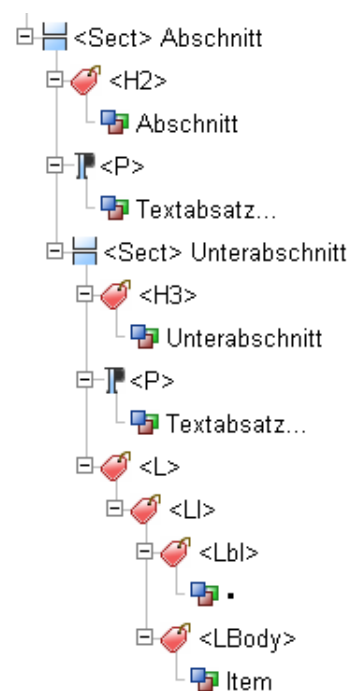 <Sect> Abschnitt
<H2>
Abschnitt
<P>
Textabsatz...
<Sect> Unterabschnitt
<H3>
Unterabschnitt
<P>
Textabsatz...
<L>
<LI>
<Lbl>
▪
<LBody>
Item